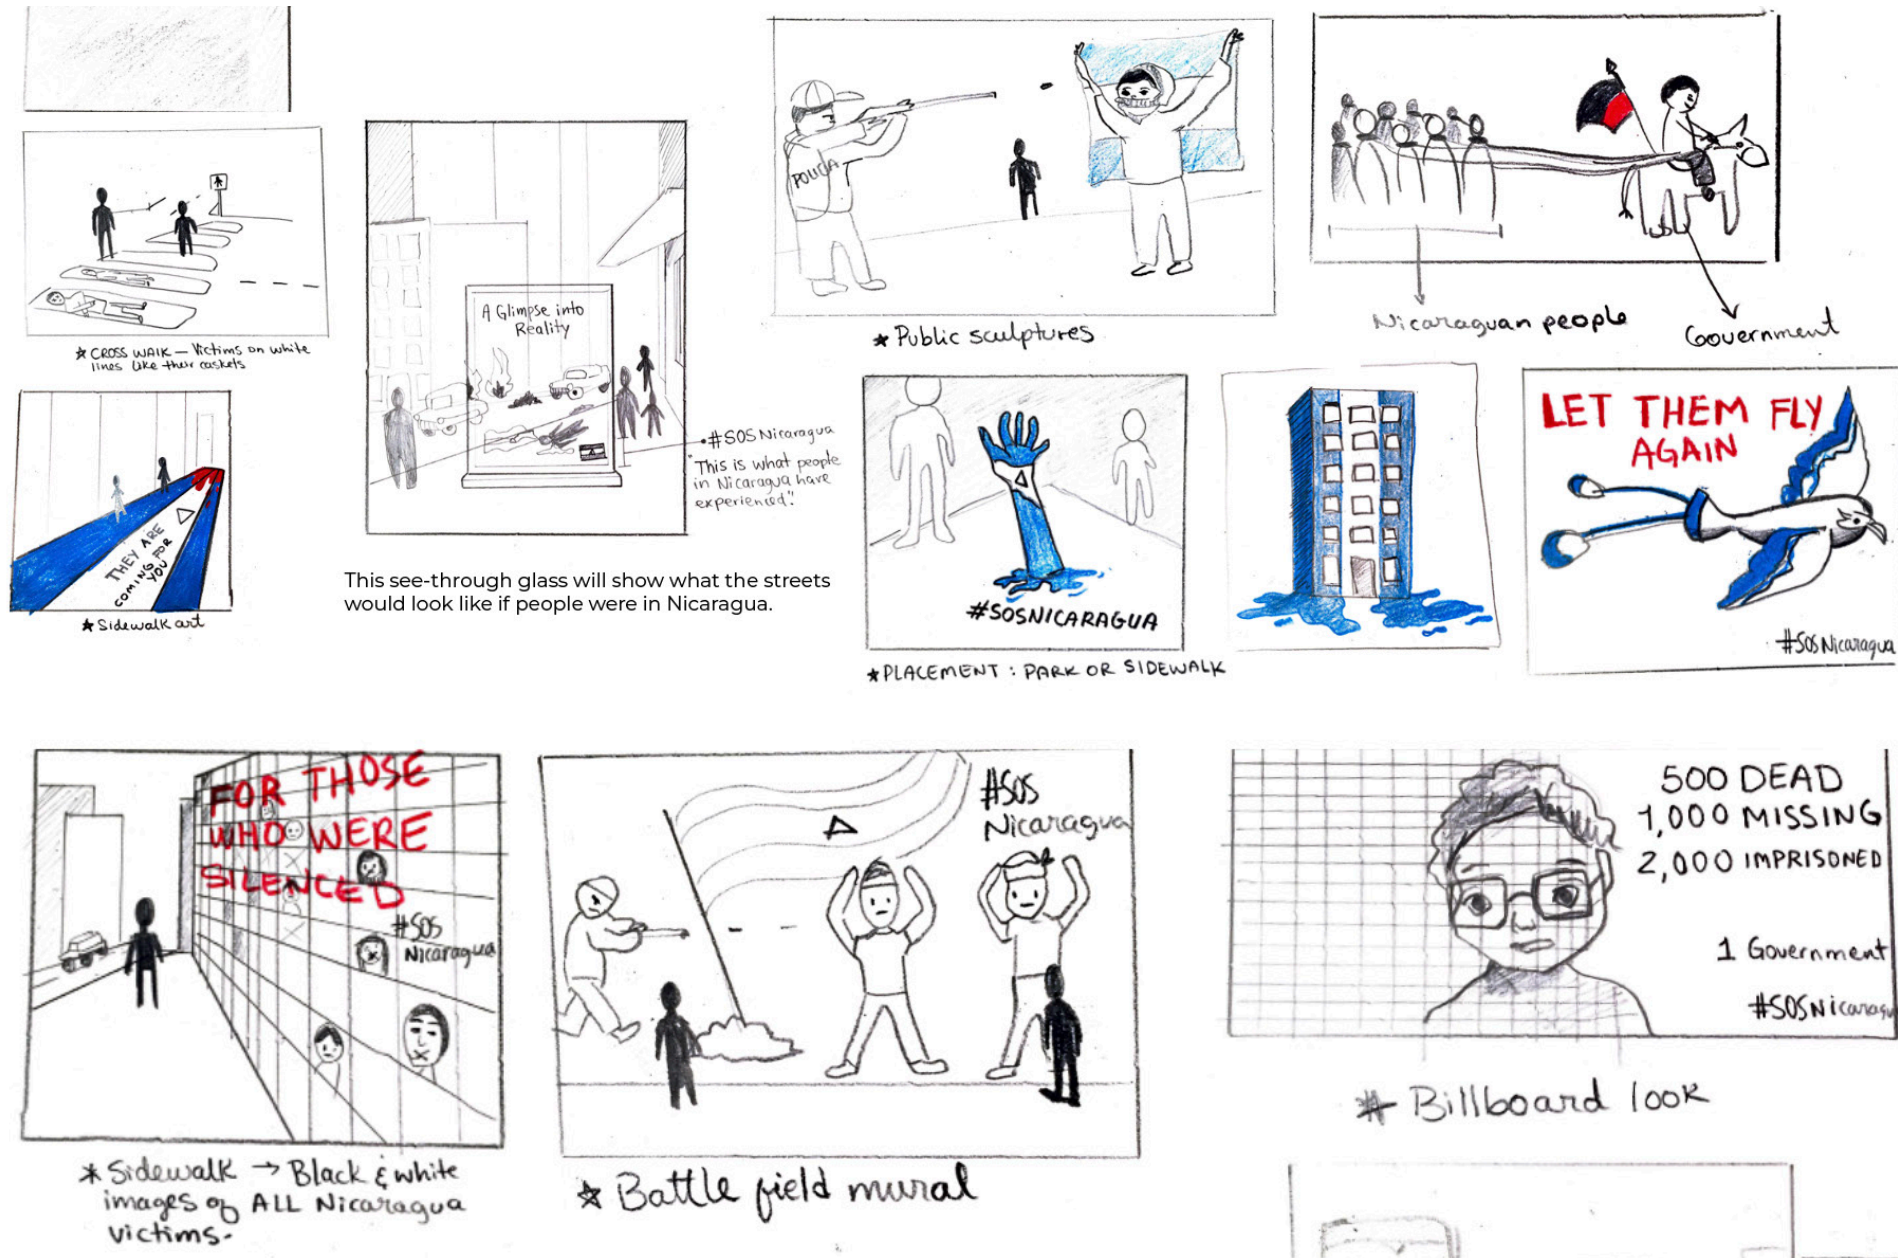 ★ CROSS WALK — Victims on white
lines like their caskets
THEY ARE
COMING FOR
YOU
★ Sidewalk art
A Glimpse into
Reality
#SOSNicaragua
"This is what people
in Nicaragua have
experienced."
This see-through glass will show what the streets
would look like if people were in Nicaragua.
POLICIA
★ Public sculptures
Nicaraguan people
Government
#SOSNICARAGUA
★ PLACEMENT : PARK OR SIDEWALK
LET THEM FLY
AGAIN
#SOSNicaragua
FOR THOSE
WHO WERE
SILENCED
#SOS
Nicaragua
* Sidewalk → Black & white
images of ALL Nicaragua
victims.
#SOS
Nicaragua
☆ Battle field mural
500 DEAD
1,000 MISSING
2,000 IMPRISONED
1 Government
#SOSNicaragu
* Billboard look